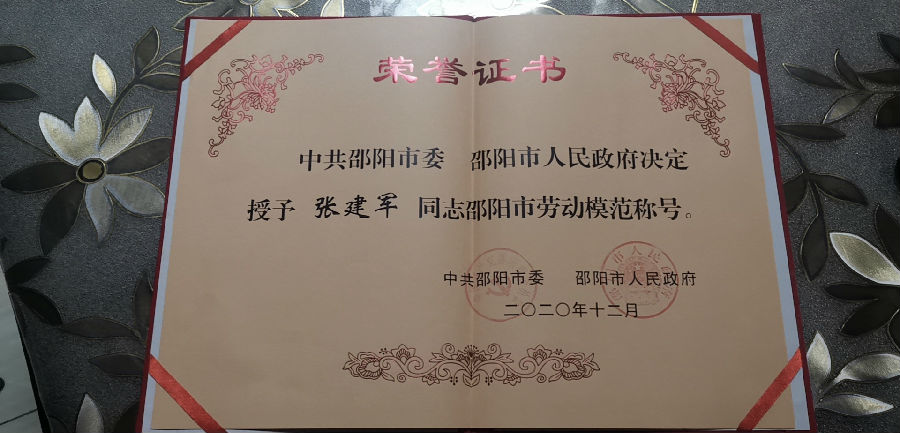 荣誉证书
中共邵阳市委 邵阳市人民政府决定
授予 张建军 同志邵阳市劳动模范称号。
中共邵阳市委 邵阳市人民政府
二〇二〇年十二月